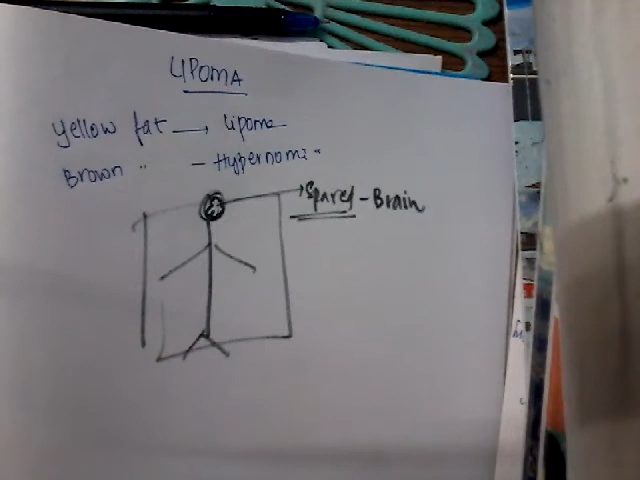 LIPOMA
Yellow fat → Lipoma
Brown " - Hypernoma "
→ Spared - Brain